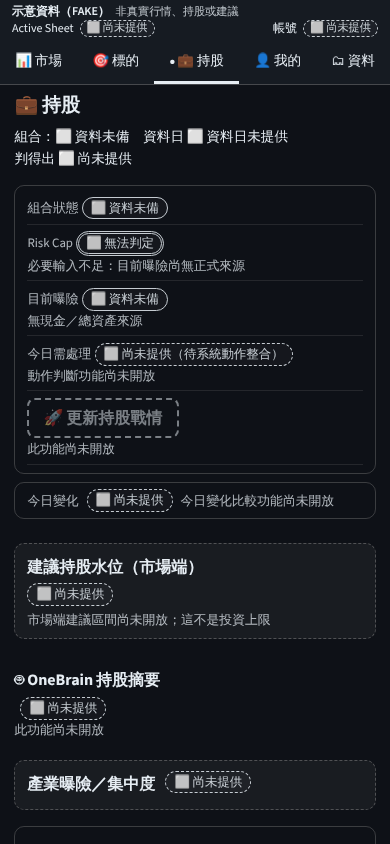 示意資料（FAKE） 非真實行情、持股或建議
Active Sheet ⬜ 尚未提供 帳號 ⬜ 尚未提供
📊 市場 🎯 標的 💼 持股 👤 我的 🗂 資料
💼 持股
組合：⬜ 資料未備 資料日 ⬜ 資料日未提供
判得出 ⬜ 尚未提供
組合狀態 ⬜ 資料未備
Risk Cap ⬜ 無法判定
必要輸入不足：目前曝險尚無正式來源
目前曝險 ⬜ 資料未備
無現金／總資產來源
今日需處理 ⬜ 尚未提供（待系統動作整合）
動作判斷功能尚未開放
🚀 更新持股戰情
此功能尚未開放
今日變化 ⬜ 尚未提供 今日變化比較功能尚未開放
建議持股水位（市場端）
⬜ 尚未提供
市場端建議區間尚未開放；這不是投資上限
OneBrain 持股摘要
⬜ 尚未提供
此功能尚未開放
產業曝險／集中度 ⬜ 尚未提供